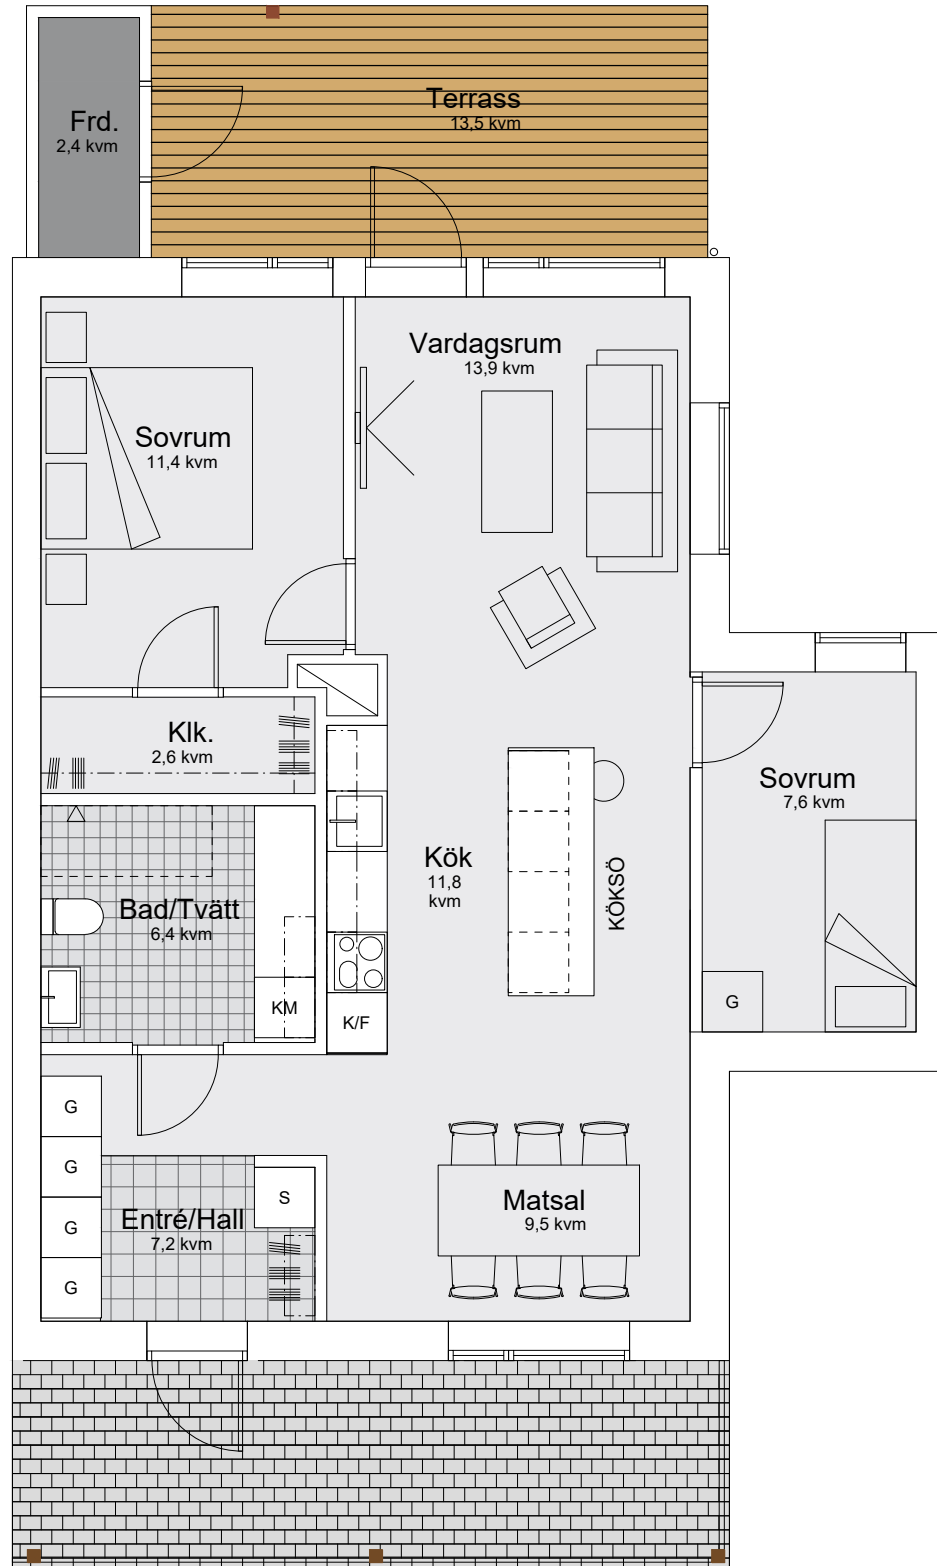 Terrass
13,5 kvm
Frd.
2,4 kvm
Vardagsrum
13,9 kvm
Sovrum
11,4 kvm
Klk.
2,6 kvm
Sovrum
7,6 kvm
Kök
11,8
kvm
KÖKSÖ
Bad/Tvätt
6,4 kvm
KM
K/F
G
G
G
G
G
S
Entré/Hall
7,2 kvm
Matsal
9,5 kvm